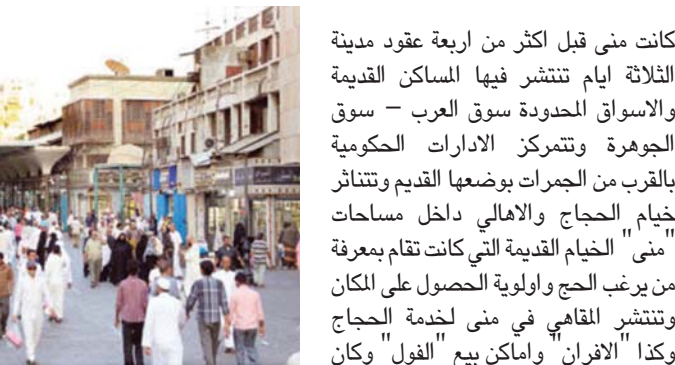 كانت منى قبل اكثر من اربعة عقود مدينة
الثلاثة ايام تنتشر فيها المساكن القديمة
والاسواق المحدودة سوق العرب – سوق
الجوهرة وتتمركز الادارات الحكومية
بالقرب من الجمرات بوضعها القديم وتتناثر
خيام الحجاج والاهالي داخل مساحات
"منى" الخيام القديمة التي كانت تقام بمعرفة
من يرغب الحج واولوية الحصول على المكان
وتنتشر المقاهي في منى لخدمة الحجاج
وكذا "الافران" واماكن بيع "الفول" وكان